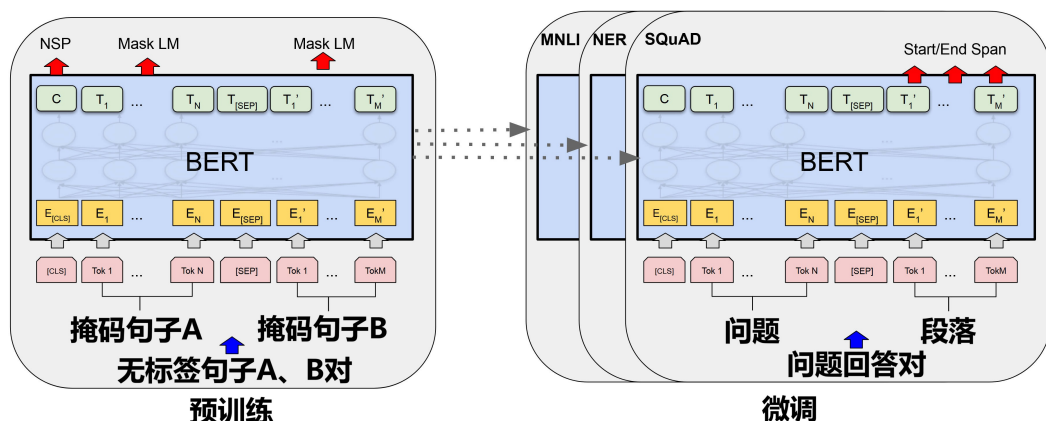 NSP Mask LM Mask LM
C T1 ... TN T[SEP] T1' ... TM'
BERT
E[CLS] E1 ... EN E[SEP] E1' ... EM'
[CLS] Tok 1 ... Tok N [SEP] Tok 1 ... TokM
掩码句子A 掩码句子B
无标签句子A、B对
预训练
MNLI NER SQuAD
Start/End Span
C T1 ... TN T[SEP] T1' ... TM'
BERT
E[CLS] E1 ... EN E[SEP] E1' ... EM'
[CLS] Tok 1 ... Tok N [SEP] Tok 1 ... TokM
问题 段落
问题回答对
微调